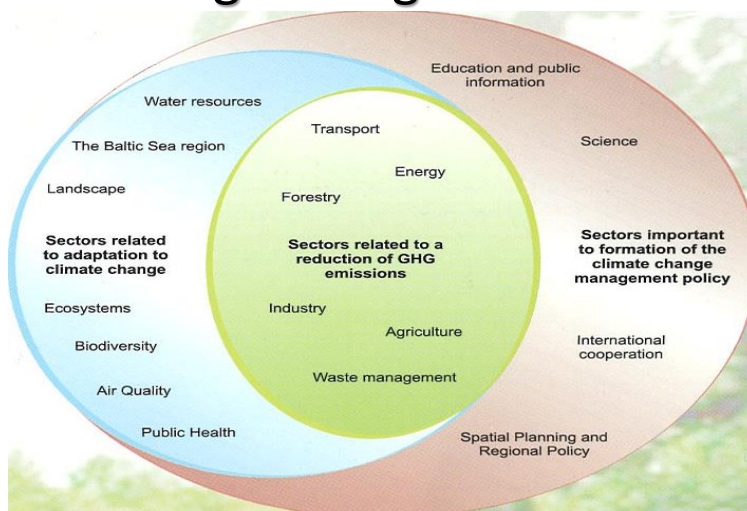 Education and public
information
Water resources
Transport
Science
The Baltic Sea region
Energy
Landscape
Forestry
Sectors related
to adaptation to
climate change
Sectors related to a
reduction of GHG
emissions
Sectors important
to formation of the
climate change
management policy
Ecosystems
Industry
Agriculture
Biodiversity
International
cooperation
Air Quality
Waste management
Public Health
Spatial Planning and
Regional Policy